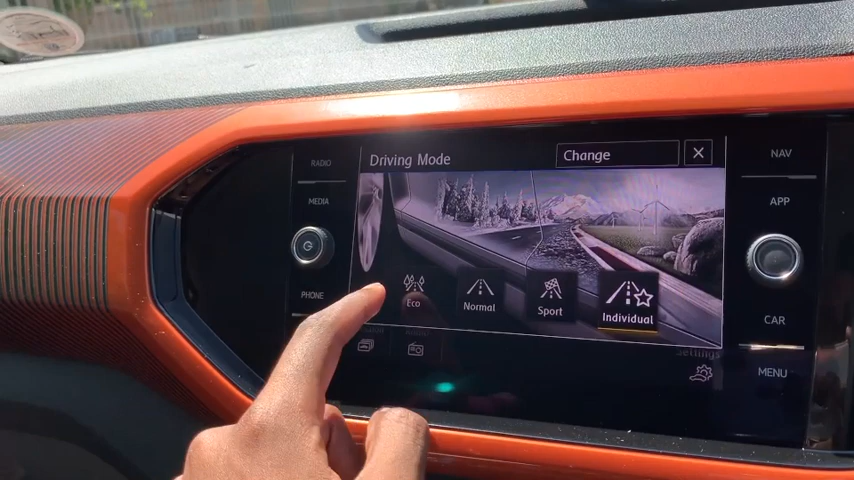 RADIO
MEDIA
PHONE
Driving Mode
Change
Eco
Normal
Sport
Individual
Settings
NAV
APP
CAR
MENU